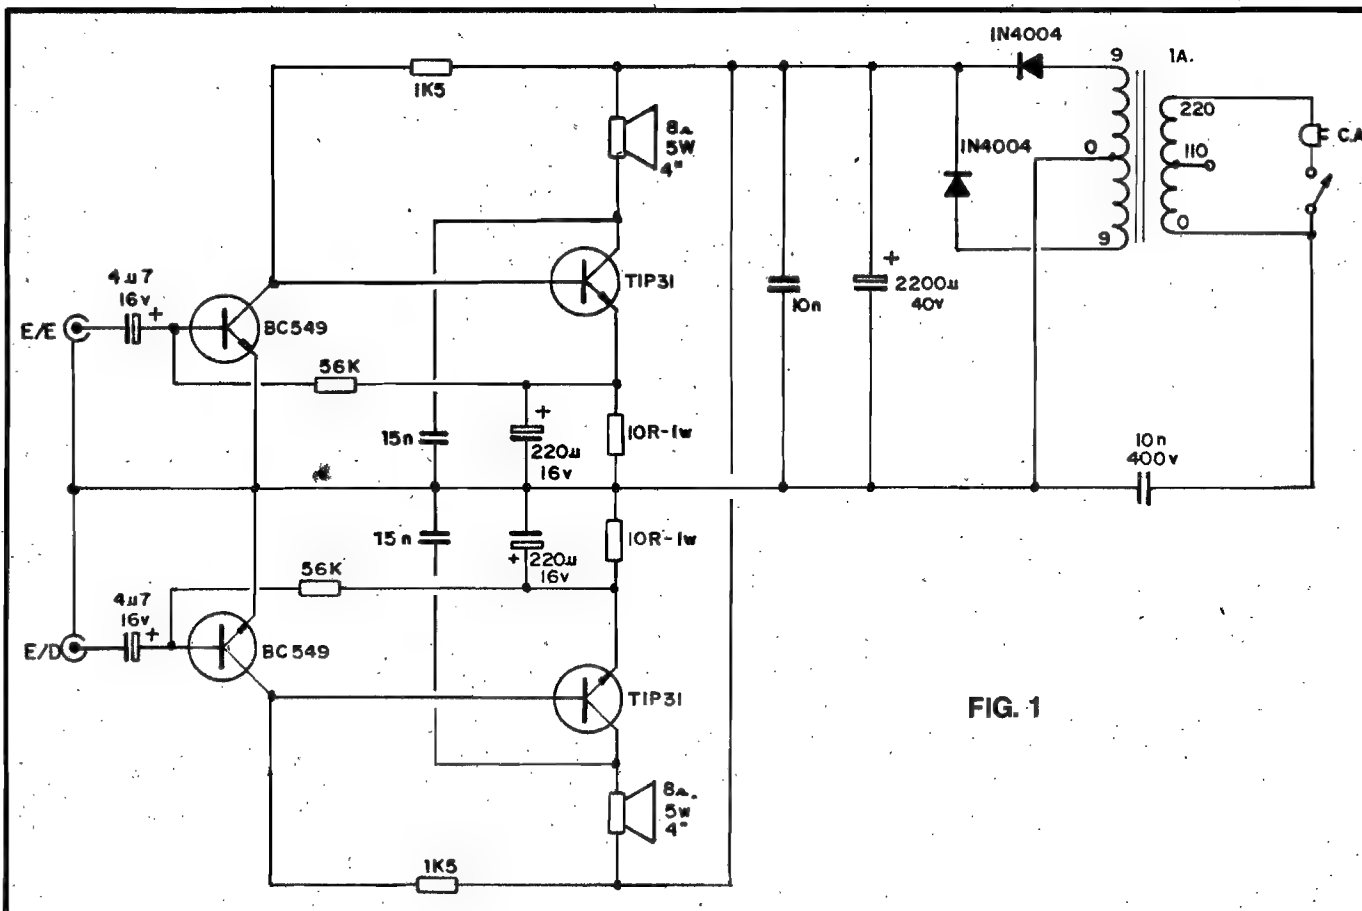 1N4004
9
1A.
1K5
220
8Ω
5W
4"
1N4004
0
110
C.A
9
0
4µ7
16v
+
TIP31
+
2200µ
40v
10n
E/E
BC549
56K
+
10R-1w
15n
220µ
16v
10n
400v
15n
+
220µ
16v
10R-1w
56K
4µ7
16v
+
E/D
BC549
TIP31
FIG. 1
8Ω.
5W
4"
1K5